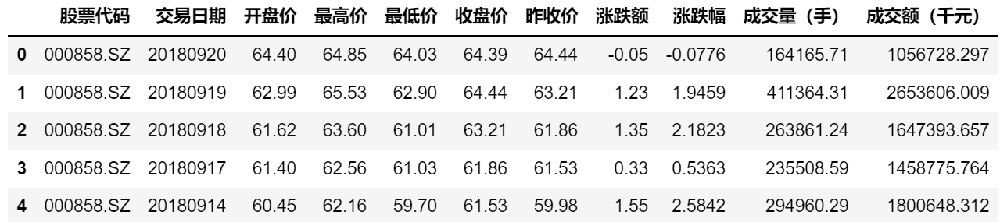 股票代码 交易日期 开盘价 最高价 最低价 收盘价 昨收价 涨跌额 涨跌幅 成交量（手） 成交额（千元）
0 000858.SZ 20180920 64.40 64.85 64.03 64.39 64.44 -0.05 -0.0776 164165.71 1056728.297
1 000858.SZ 20180919 62.99 65.53 62.90 64.44 63.21 1.23 1.9459 411364.31 2653606.009
2 000858.SZ 20180918 61.62 63.60 61.01 63.21 61.86 1.35 2.1823 263861.24 1647393.657
3 000858.SZ 20180917 61.40 62.56 61.03 61.86 61.53 0.33 0.5363 235508.59 1458775.764
4 000858.SZ 20180914 60.45 62.16 59.70 61.53 59.98 1.55 2.5842 294960.29 1800648.312